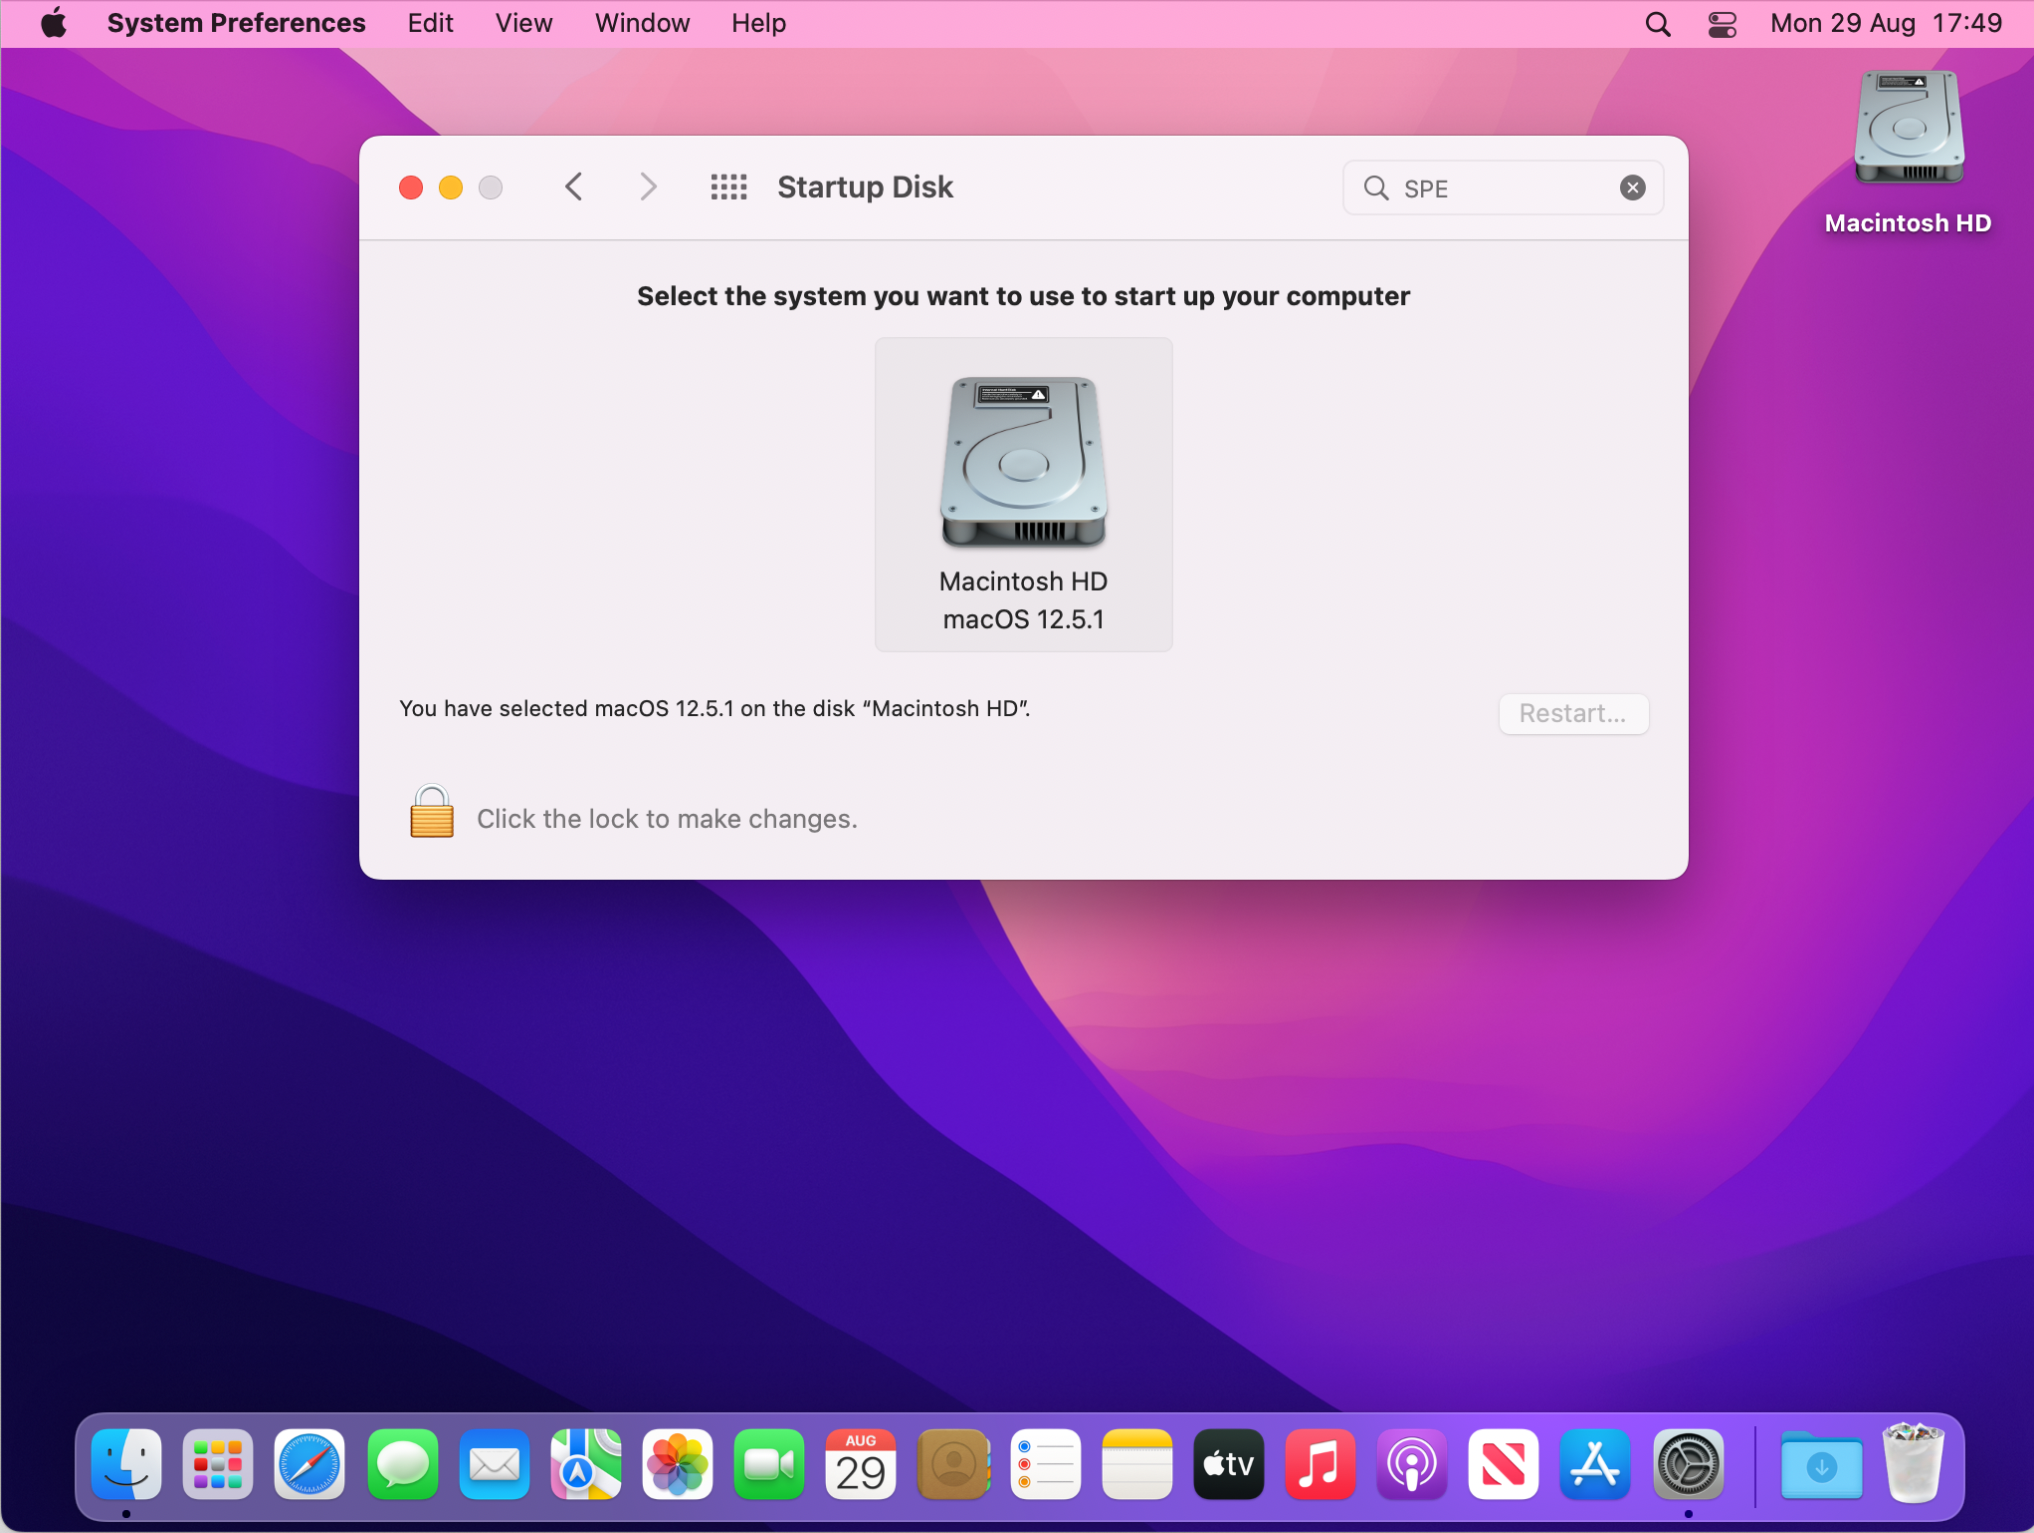 System Preferences Edit View Window Help Mon 29 Aug 17:49
Macintosh HD
Startup Disk
SPE
Select the system you want to use to start up your computer
Macintosh HD
macOS 12.5.1
You have selected macOS 12.5.1 on the disk “Macintosh HD”.
Restart...
Click the lock to make changes.
AUG
29
tv